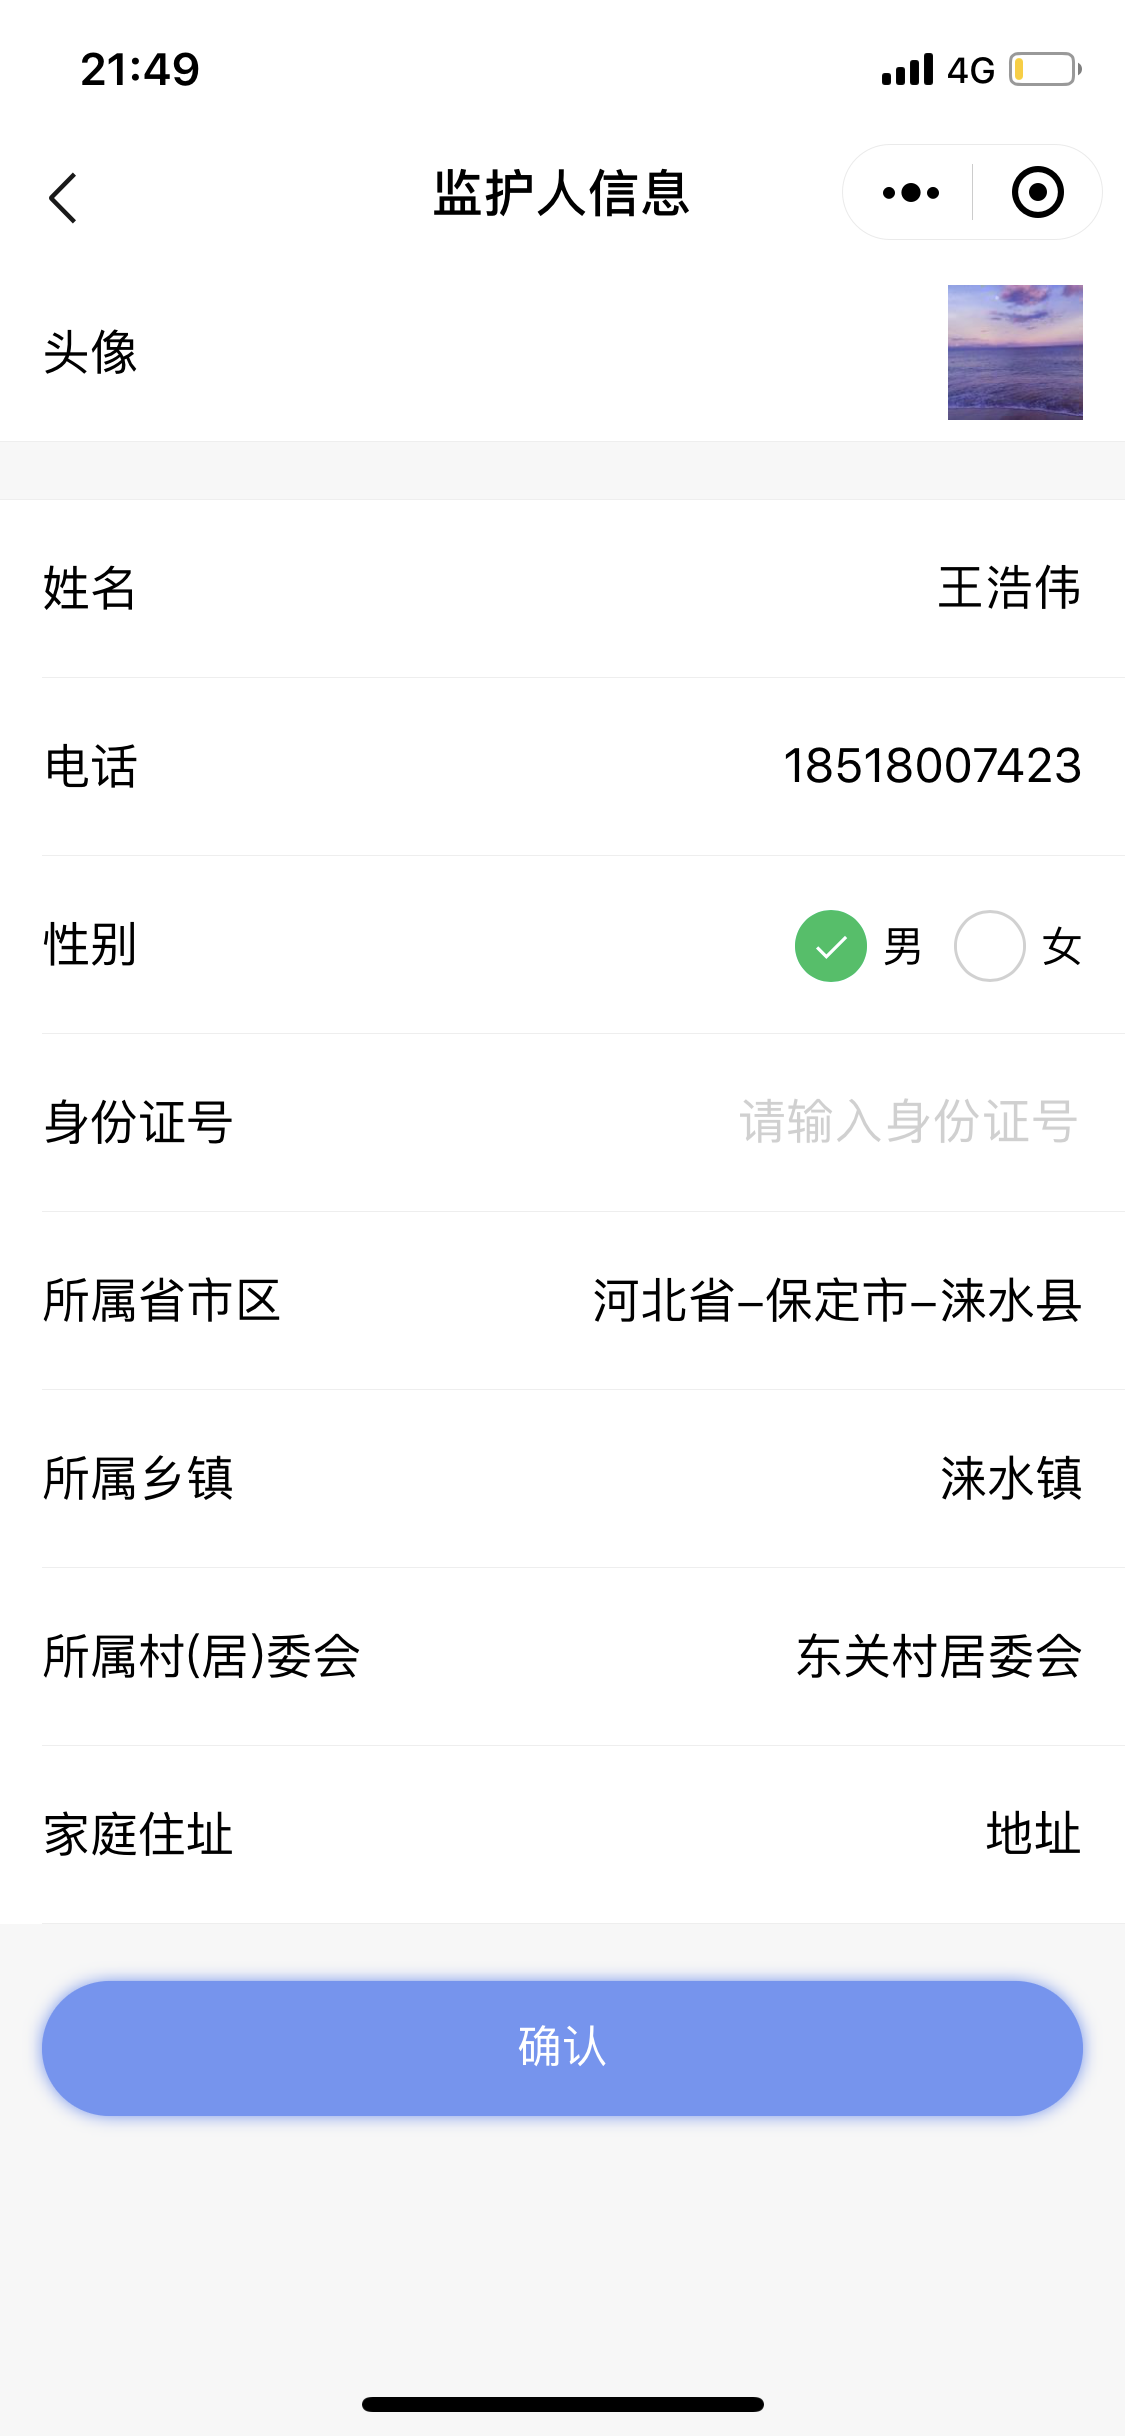 21:49 4G
监护人信息
头像
姓名 王浩伟
电话 18518007423
性别 男 女
身份证号 请输入身份证号
所属省市区 河北省-保定市-涞水县
所属乡镇 涞水镇
所属村(居)委会 东关村居委会
家庭住址 地址
确认